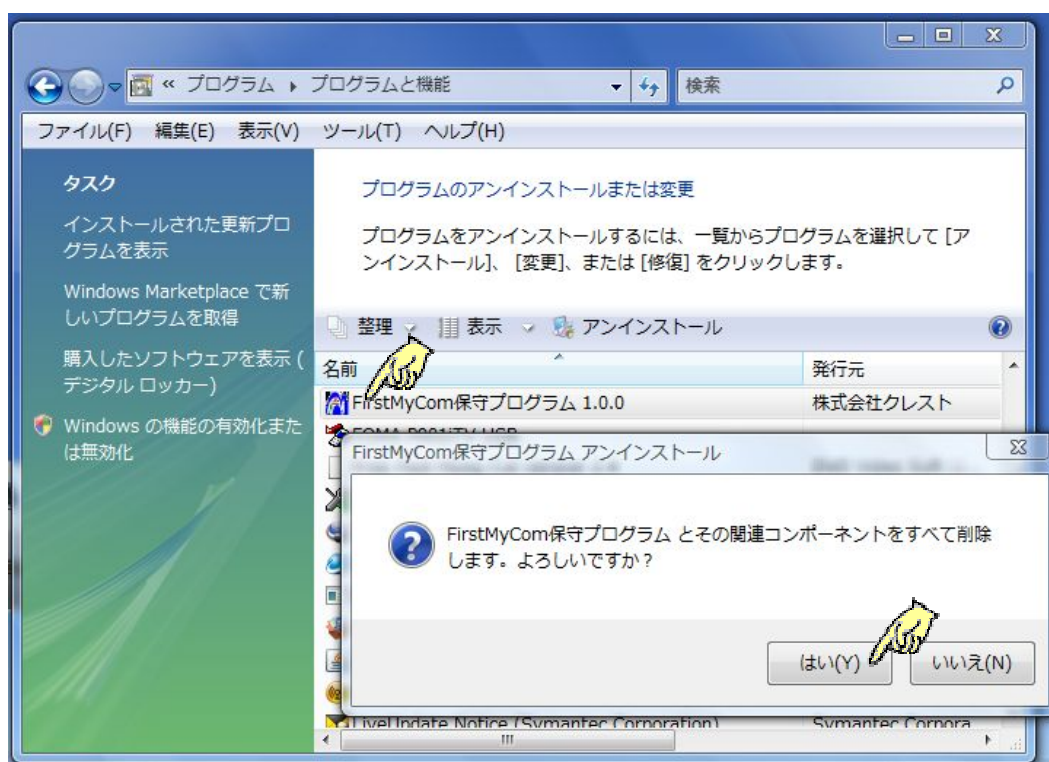 « プログラム ▸ プログラムと機能
検索
ファイル(F) 編集(E) 表示(V) ツール(T) ヘルプ(H)
タスク
インストールされた更新プロ
グラムを表示
Windows Marketplace で新
しいプログラムを取得
購入したソフトウェアを表示 (
デジタル ロッカー)
Windows の機能の有効化また
は無効化
プログラムのアンインストールまたは変更
プログラムをアンインストールするには、一覧からプログラムを選択して [ア
ンインストール]、 [変更]、または [修復] をクリックします。
整理 表示 アンインストール
名前 発行元
FirstMyCom保守プログラム 1.0.0 株式会社クレスト
FOMA P901iTV USB
FirstMyCom保守プログラム アンインストール
FirstMyCom保守プログラム とその関連コンポーネントをすべて削除
します。よろしいですか？
はい(Y) いいえ(N)
LiveUpdate Notice (Symantec Corporation) Symantec Corpora